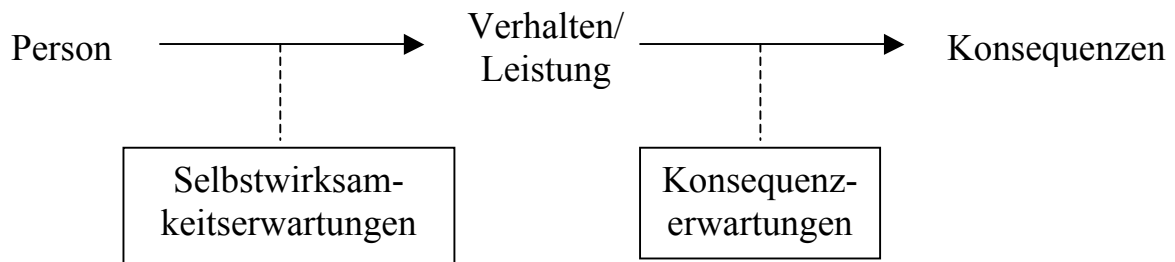 Person
Verhalten/
Leistung
Konsequenzen
Selbstwirksam-
keitserwartungen
Konsequenz-
erwartungen